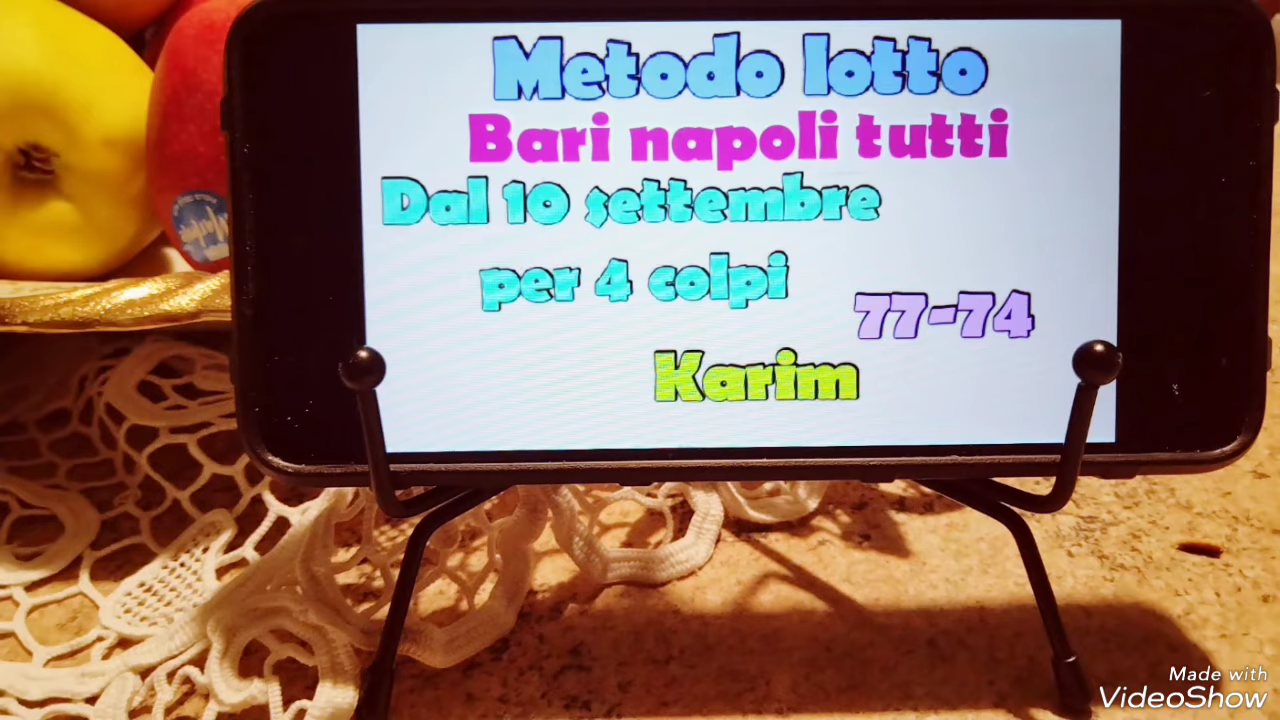 Metodo lotto
Bari napoli tutti
Dal 10 settembre
per 4 colpi
77-74
Karim
Made with
VideoShow